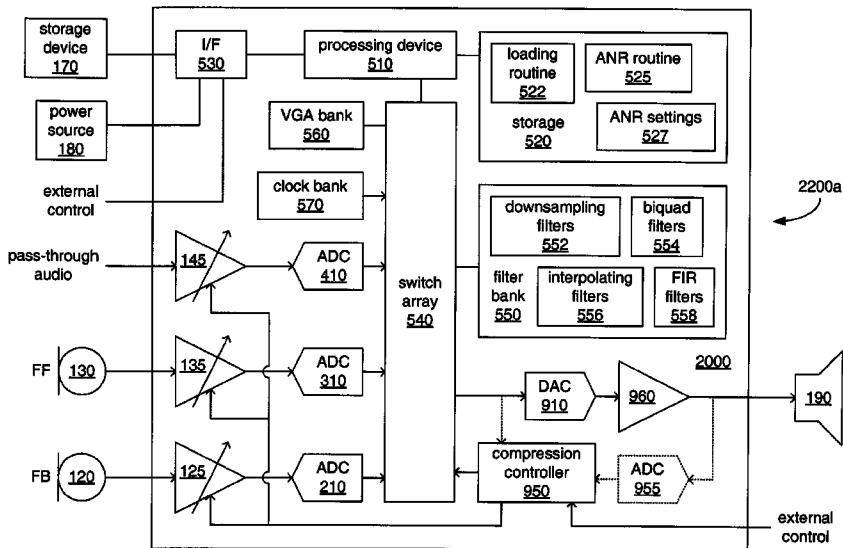 storage
device
170
I/F
530
processing
device
510
loading
routine
522
ANR routine
525
storage
520
ANR settings
527
power
source
180
VGA bank
560
external
control
clock bank
570
2200a
downsampling
filters
552
biquad
filters
554
pass-through
audio
145
ADC
410
switch
array
540
filter
bank
550
interpolating
filters
556
FIR
filters
558
FF
130
135
ADC
310
2000
DAC
910
960
190
FB
120
125
ADC
210
compression
controller
950
ADC
955
external
control